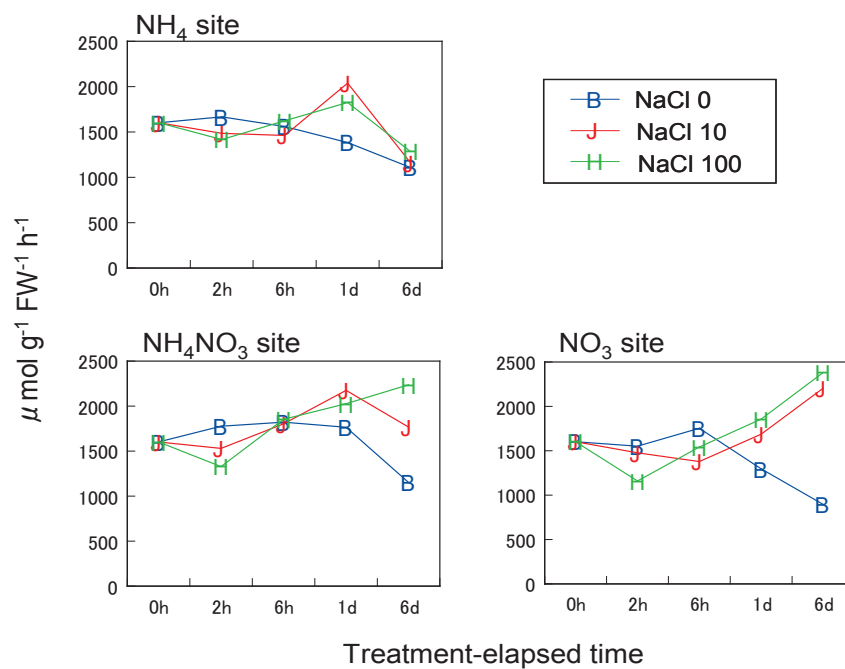 NH₄ site
2500
2000
1500
1000
500
0
0h 2h 6h 1d 6d
B NaCl 0
J NaCl 10
H NaCl 100
μ mol g⁻¹ FW⁻¹ h⁻¹
NH₄NO₃ site
2500
2000
1500
1000
500
0
0h 2h 6h 1d 6d
NO₃ site
2500
2000
1500
1000
500
0
0h 2h 6h 1d 6d
Treatment-elapsed time